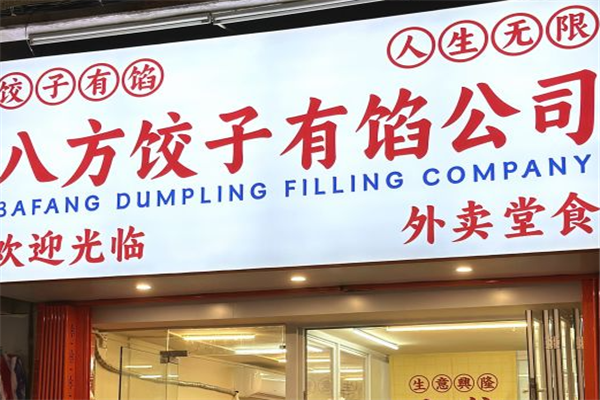 饺子有馅
人生无限
八方饺子有馅公司
BAFANG DUMPLING FILLING COMPANY
欢迎光临
外卖堂食
生意興隆